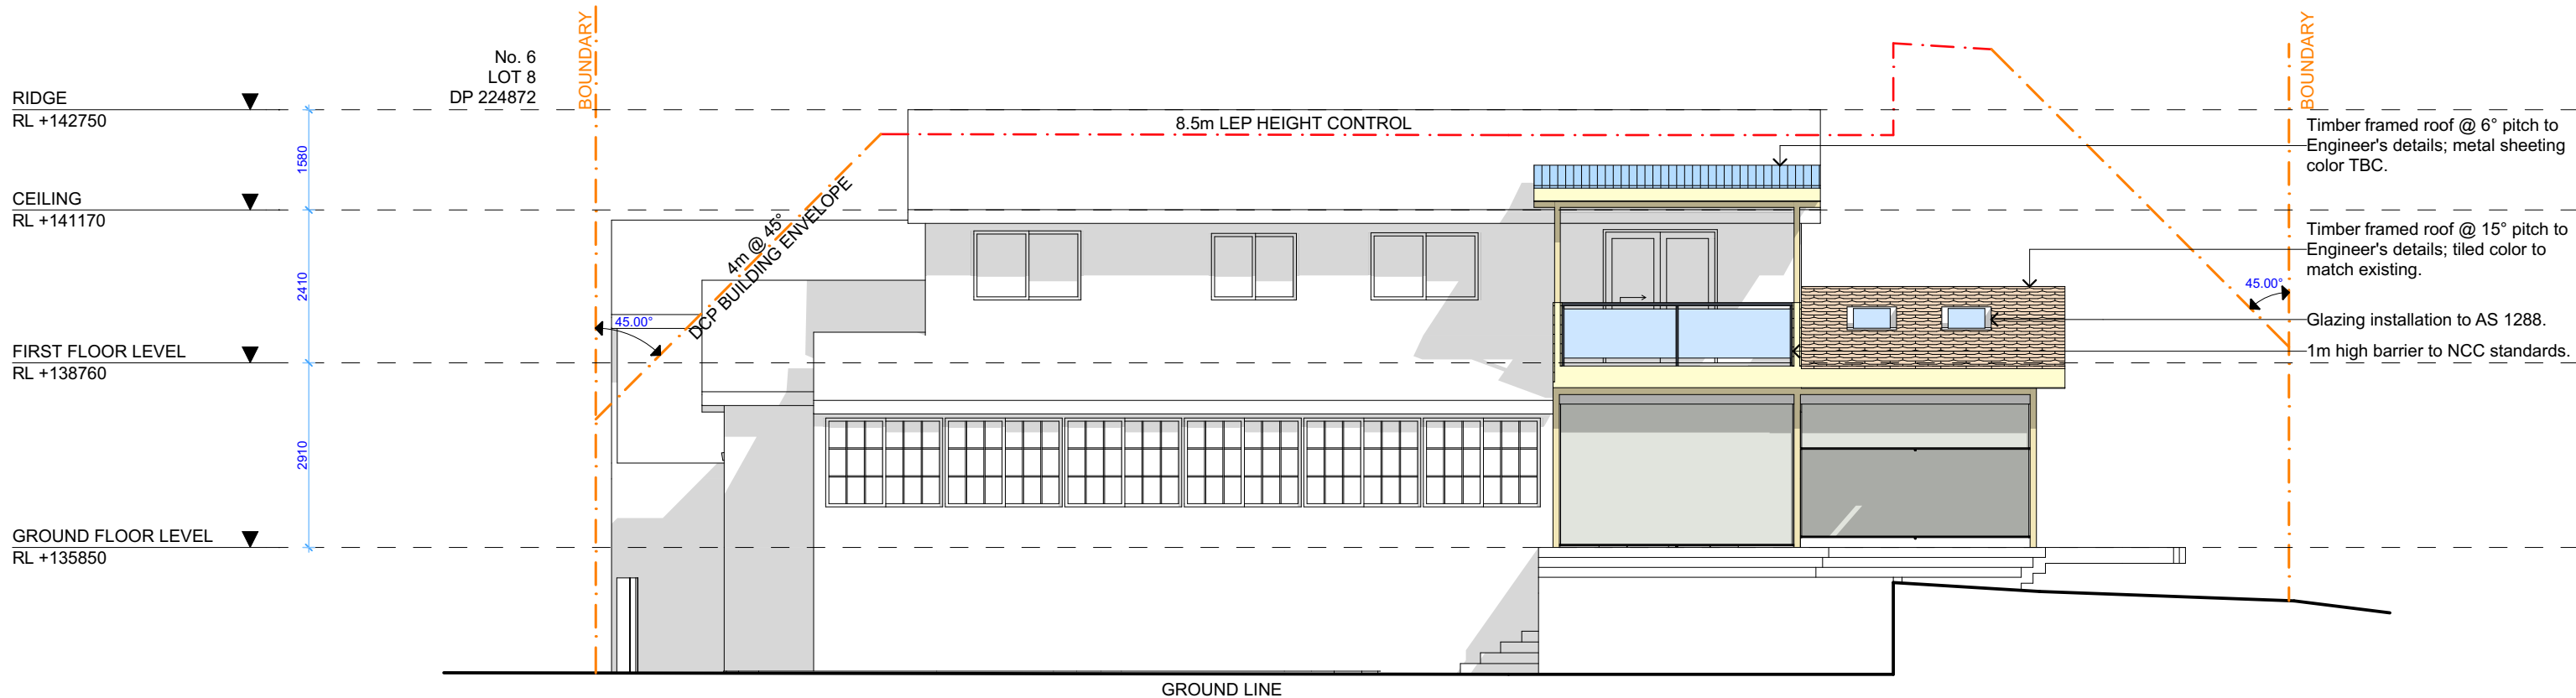 No. 6
LOT 8
DP 224872
BOUNDARY
BOUNDARY
RIDGE
RL +142750
1580
CEILING
RL +141170
2410
FIRST FLOOR LEVEL
RL +138760
2910
GROUND FLOOR LEVEL
RL +135850
8.5m LEP HEIGHT CONTROL
4m @ 45°
DCP BUILDING ENVELOPE
45.00°
45.00°
Timber framed roof @ 6° pitch to
Engineer's details; metal sheeting
color TBC.
Timber framed roof @ 15° pitch to
Engineer's details; tiled color to
match existing.
Glazing installation to AS 1288.
1m high barrier to NCC standards.
GROUND LINE